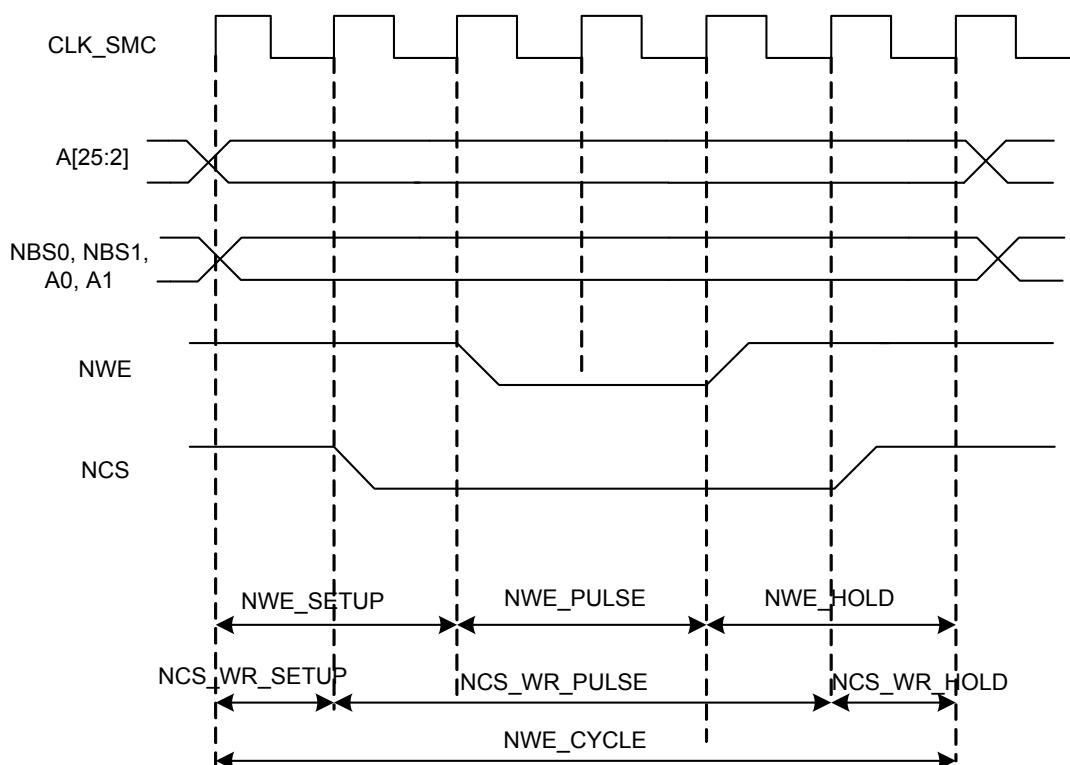 CLK_SMC
A[25:2]
NBS0, NBS1,
A0, A1
NWE
NCS
NWE_SETUP
NWE_PULSE
NWE_HOLD
NCS_WR_SETUP
NCS_WR_PULSE
NCS_WR_HOLD
NWE_CYCLE